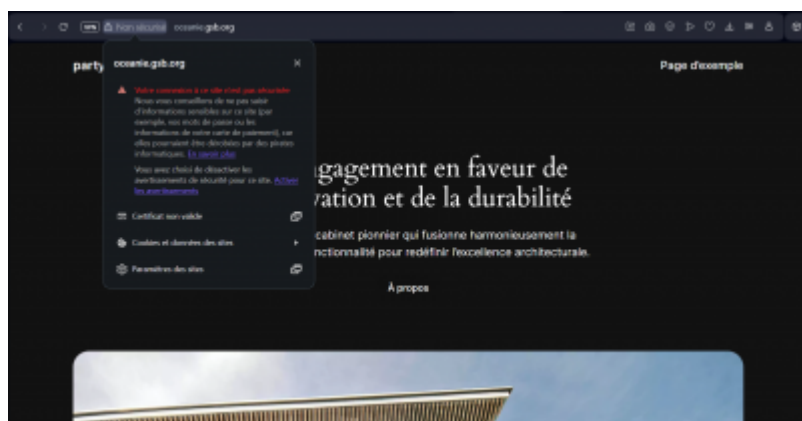 VPN Non sécurisé oceanie.gsb.org
party
Page d'exemple
oceanie.gsb.org
Votre connexion à ce site n'est pas sécurisée
Nous vous conseillons de ne pas saisir
d'informations sensibles sur ce site (par
exemple, vos mots de passe ou les
informations de votre carte de paiement), car
elles pourraient être dérobées par des pirates
informatiques. En savoir plus
Vous avez choisi de désactiver les
avertissements de sécurité pour ce site. Activer
les avertissements
Certificat non valide
Cookies et données des sites
Paramètres des sites
gagement en faveur de
vation et de la durabilité
cabinet pionnier qui fusionne harmonieusement la
nctionnalité pour redéfinir l'excellence architecturale.
À propos